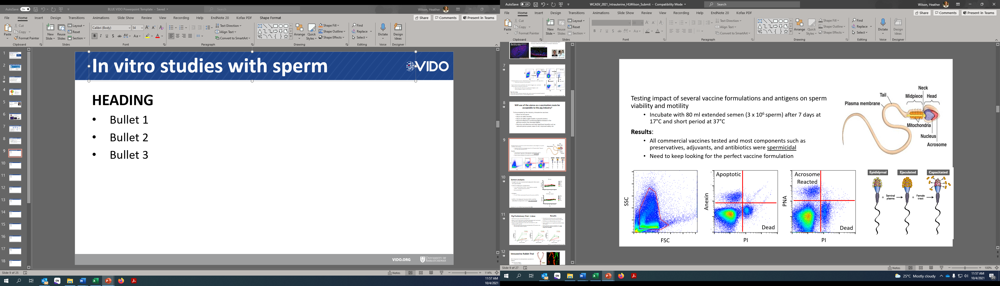 AutoSave On
BLUE VIDO Powerpoint Template - Saved
Search
Wilson, Heather
File Home Insert Design Transitions Animations Slide Show Review View Recording Help EndNote 20 Kofax PDF Shape Format
Share Comments Present in Teams
Paste
Cut
Copy
Format Painter
Clipboard
New Slide
Reuse Slides
Layout
Reset
Section
Slides
Calibri (Body) 54
Font
Text Direction
Align Text
Convert to SmartArt
Paragraph
Arrange
Quick Styles
Shape Fill
Shape Outline
Shape Effects
Drawing
Find
Replace
Select
Editing
Dictate
Voice
Design Ideas
Designer
1
2
3
4
5
6
7
8
9
10
11
12
13
14
15
16
17
18
In vitro studies with sperm
VIDO
HEADING
• Bullet 1
• Bullet 2
• Bullet 3
VIDO.ORG
UNIVERSITY OF SASKATCHEWAN
Slide 9 of 25
Notes
114%
11:57 AM
10/4/2021
AutoSave Off
WCASV_2021_Intrauterine_HLWilson_Submit - Compatibility Mode
Search
Wilson, Heather
File Home Insert Design Transitions Animations Slide Show Review View Recording Help EndNote 20 Kofax PDF
Share Comments Present in Teams
Paste
Cut
Copy
Format Painter
Clipboard
New Slide
Reuse Slides
Layout
Reset
Section
Slides
Font
Text Direction
Align Text
Convert to SmartArt
Paragraph
Arrange
Quick Styles
Shape Fill
Shape Outline
Shape Effects
Drawing
Find
Replace
Select
Editing
Dictate
Voice
Design Ideas
Designer
7
8
Will use of the uterus as a vaccination route be
acceptable to the pig industry?
9
10
Semen analysis:
11
Pig Preliminary Trial- 1 dose
Results
12
Intrauterine Rabbit Trial
Testing impact of several vaccine formulations and antigens on sperm
viability and motility
• Incubate with 80 ml extended semen (3 x 10⁶ sperm) after 7 days at
17°C and short period at 37°C
Results:
• All commercial vaccines tested and most components such as
preservatives, adjuvants, and antibiotics were spermicidal
• Need to keep looking for the perfect vaccine formulation
Neck
Tail
Midpiece Head
Plasma membrane
Mitochondria
Nucleus
Acrosome
SSC
FSC
Apoptotic
Anexin
Dead
PI
Acrosome
Reacted
PNA
Dead
PI
Epididymal Ejaculated Capacitated
+ Seminal plasma
+ Female tract
Slide 9 of 27
Notes
100%
25°C Mostly cloudy
11:57 AM
10/4/2021
20